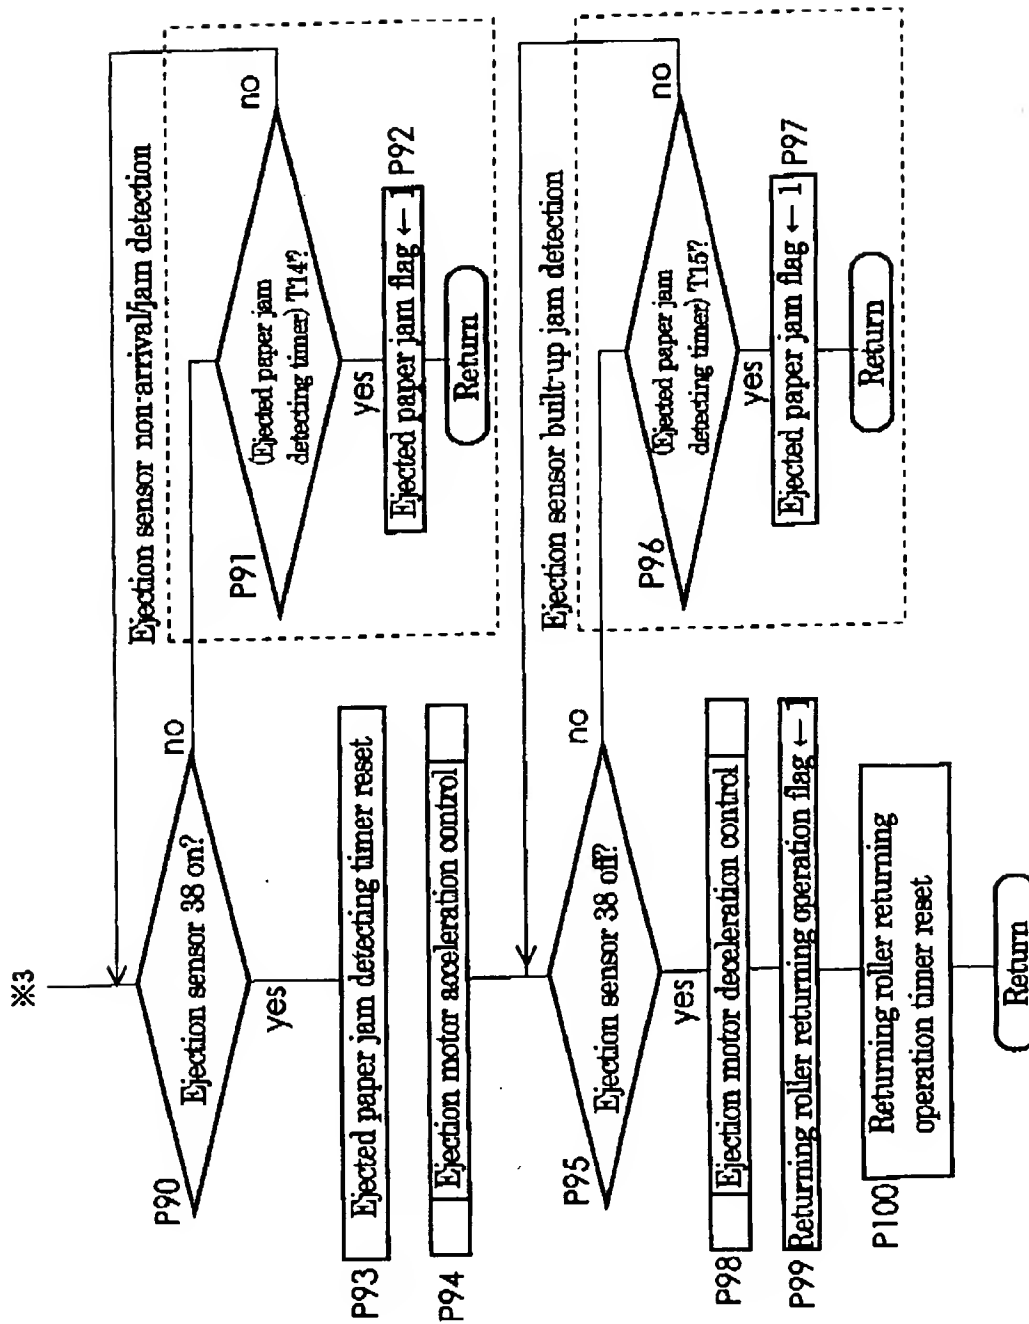 ※3
Ejection sensor non-arrival/jam detection
P90
Ejection sensor 38 on?
no
yes
P91
(Ejected paper jam
detecting timer) T14?
no
yes
Ejected paper jam flag ← 1
P92
Return
P93
Ejected paper jam detecting timer reset
P94
Ejection motor aceleration control
Ejection sensor built-up jam detection
P95
Ejection sensor 38 off?
no
yes
P96
(Ejected paper jam
detecting timer) T15?
no
yes
Ejected paper jam flag ← 1
P97
Return
P98
Ejection motor deceleration control
P99
Returning roller returning operation flag ← 1
P100
Returning roller returning
operation timer reset
Return